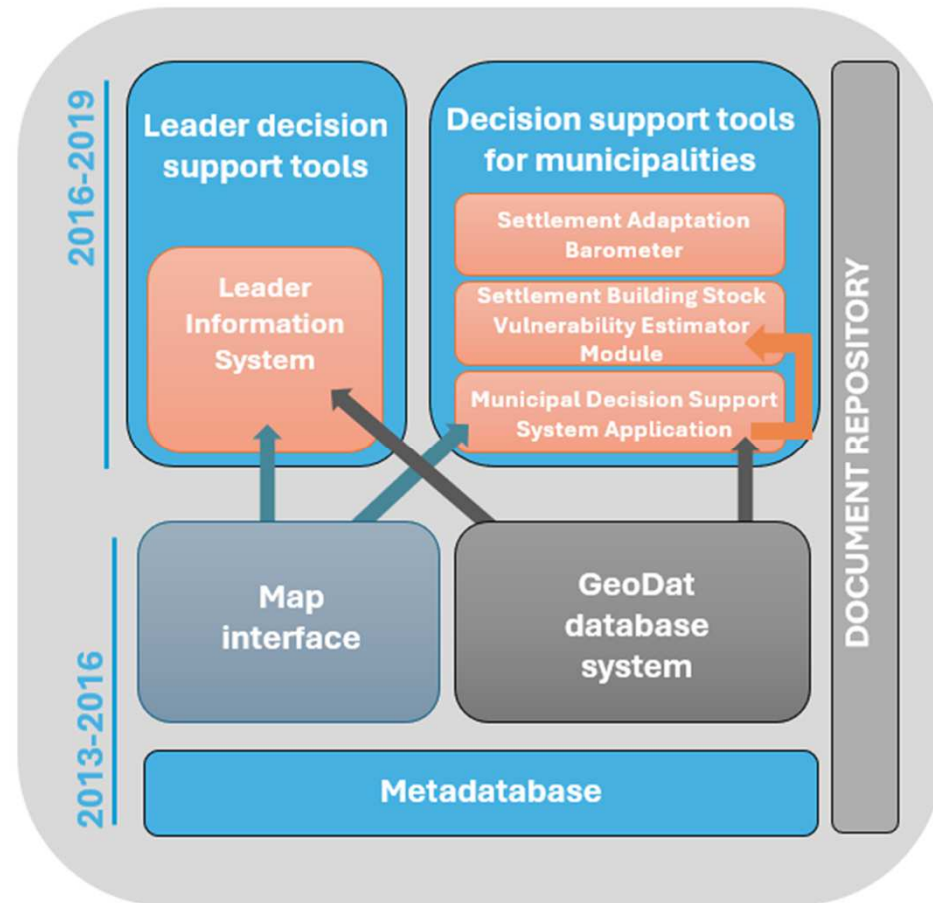 2016-2019
Leader decision
support tools
Leader
Information
System
Decision support tools
for municipalities
Settlement Adaptation
Barometer
Settlement Building Stock
Vulnerability Estimator
Module
Municipal Decision Support
System Application
DOCUMENT REPOSITORY
2013-2016
Map
interface
GeoDat
database
system
Metadatabase